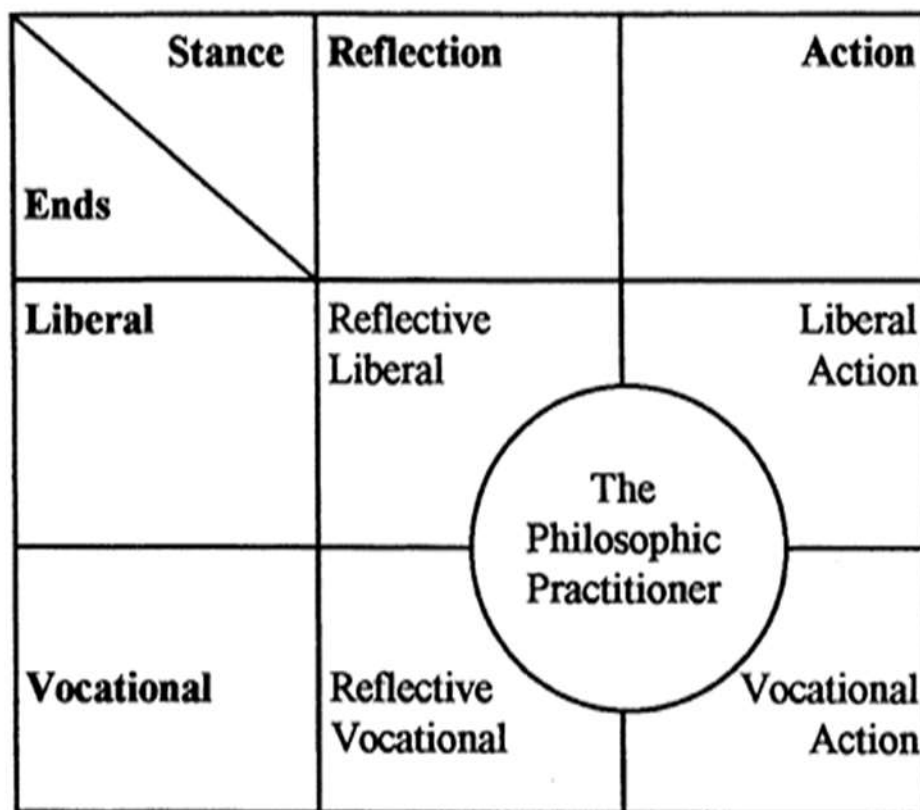 Stance
Reflection
Action
Ends
Liberal
Reflective
Liberal
Liberal
Action
The
Philosophic
Practitioner
Vocational
Reflective
Vocational
Vocational
Action